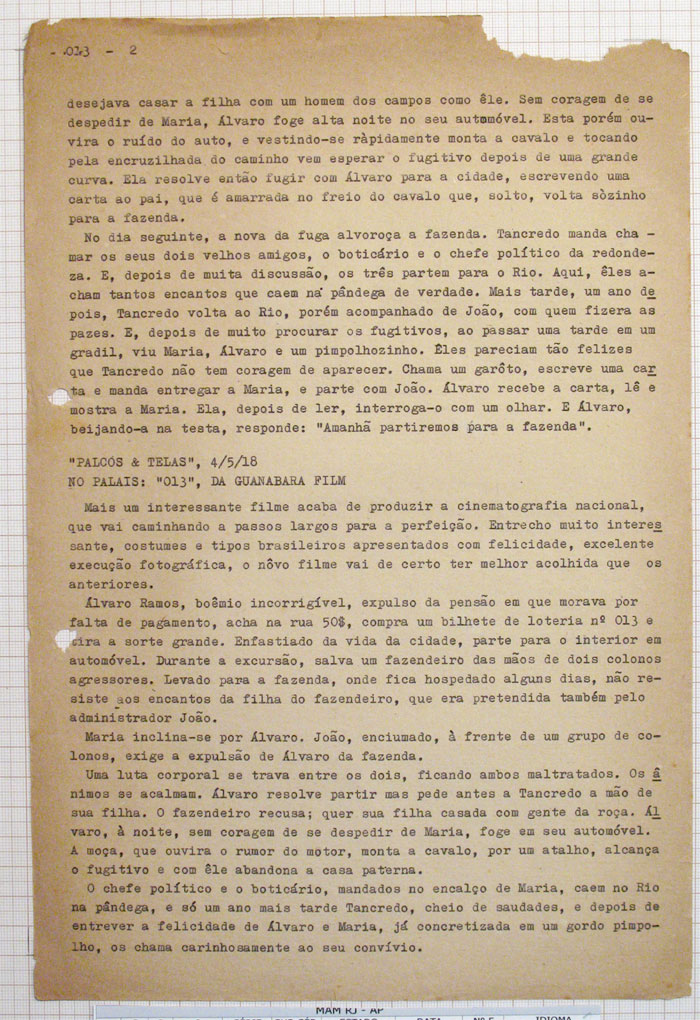 - .013 - 2
desejava casar a filha com um homem dos campos como êle. Sem coragem de se
despedir de Maria, Álvaro foge alta noite no seu automóvel. Esta porém ou-
vira o ruído do auto, e vestindo-se ràpidamente monta a cavalo e tocando
pela encruzilhada do caminho vem esperar o fugitivo depois de uma grande
curva. Ela resolve então fugir com Álvaro para a cidade, escrevendo uma
carta ao pai, que é amarrada no freio do cavalo que, solto, volta sòzinho
para a fazenda.
No dia seguinte, a nova da fuga alvoroça a fazenda. Tancredo manda cha -
mar os seus dois velhos amigos, o boticário e o chefe político da redonde-
za. E, depois de muita discussão, os três partem para o Rio. Aqui, êles a-
cham tantos encantos que caem na pândega de verdade. Mais tarde, um ano de
pois, Tancredo volta ao Rio, porém acompanhado de João, com quem fizera as
pazes. E, depois de muito procurar os fugitivos, ao passar uma tarde em um
gradil, viu Maria, Álvaro e um pimpolhozinho. Êles pareciam tão felizes
que Tancredo não tem coragem de aparecer. Chama um garôto, escreve uma car
ta e manda entregar a Maria, e parte com João. Álvaro recebe a carta, lê e
mostra a Maria. Ela, depois de ler, interroga-o com um olhar. E Álvaro,
beijando-a na testa, responde: "Amanhã partiremos para a fazenda".
"PALCOS & TELAS", 4/5/18
NO PALAIS: "013", DA GUANABARA FILM
Mais um interessante filme acaba de produzir a cinematografia nacional,
que vai caminhando a passos largos para a perfeição. Entrecho muito interes
sante, costumes e tipos brasileiros apresentados com felicidade, excelente
execução fotográfica, o nôvo filme vai de certo ter melhor acolhida que os
anteriores.
Álvaro Ramos, boêmio incorrigível, expulso da pensão em que morava por
falta de pagamento, acha na rua 50$, compra um bilhete de loteria nº 013 e
tira a sorte grande. Enfastiado da vida da cidade, parte para o interior em
automóvel. Durante a excursão, salva um fazendeiro das mãos de dois colonos
agressores. Levado para a fazenda, onde fica hospedado alguns dias, não re-
siste aos encantos da filha do fazendeiro, que era pretendida também pelo
administrador João.
Maria inclina-se por Álvaro. João, enciumado, à frente de um grupo de co-
lonos, exige a expulsão de Álvaro da fazenda.
Uma luta corporal se trava entre os dois, ficando ambos maltratados. Os â
nimos se acalmam. Álvaro resolve partir mas pede antes a Tancredo a mão de
sua filha. O fazendeiro recusa; quer sua filha casada com gente da roça. Ál
varo, à noite, sem coragem de se despedir de Maria, foge em seu automóvel.
A moça, que ouvira o rumor do motor, monta a cavalo, por um atalho, alcança
o fugitivo e com êle abandona a casa paterna.
O chefe político e o boticário, mandados no encalço de Maria, caem no Rio
na pândega, e só um ano mais tarde Tancredo, cheio de saudades, e depois de
entrever a felicidade de Álvaro e Maria, já concretizada em um gordo pimpo-
lho, os chama carinhosamente ao seu convívio.
MAM RJ - AP